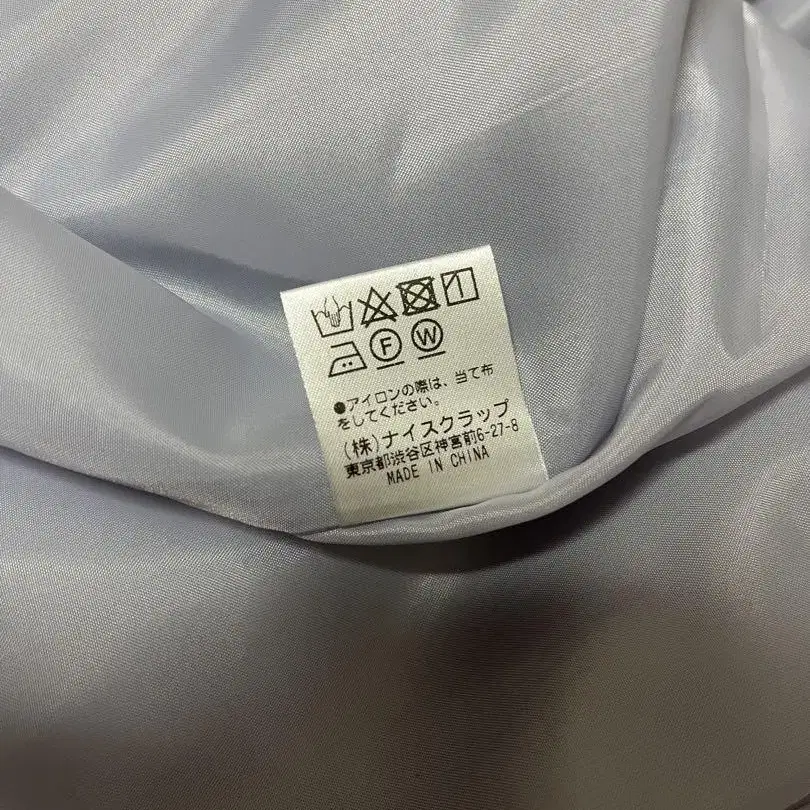 F W
●アイロンの際は、当て布
をしてください。
(株)ナイスクラップ
東京都渋谷区神宮前6-27-8
MADE IN CHINA